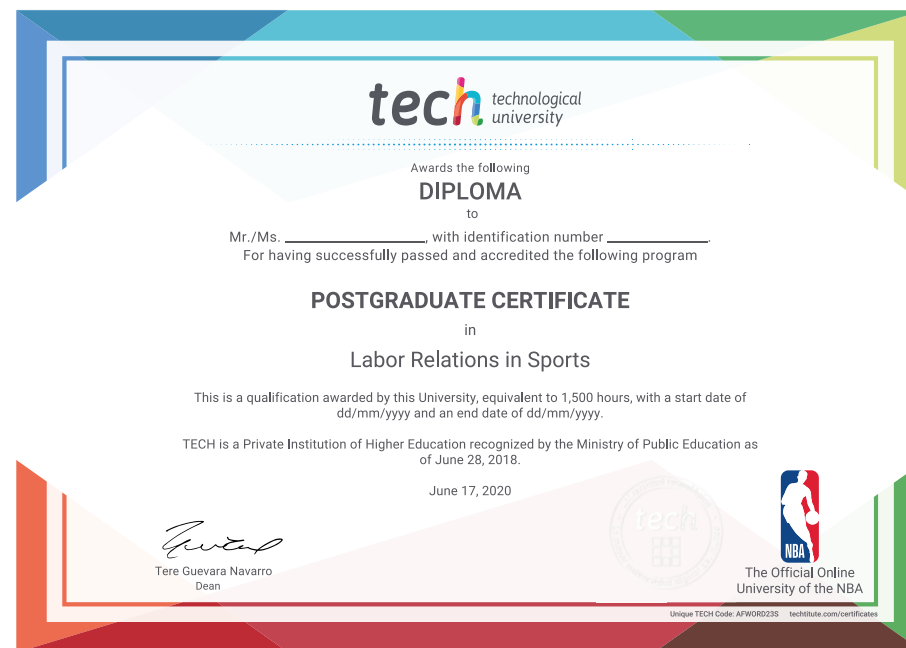 tech technological
university
Awards the following
DIPLOMA
to
Mr./Ms. ____________, with identification number ____________.
For having successfully passed and accredited the following program
POSTGRADUATE CERTIFICATE
in
Labor Relations in Sports
This is a qualification awarded by this University, equivalent to 1,500 hours, with a start date of
dd/mm/yyyy and an end date of dd/mm/yyyy.
TECH is a Private Institution of Higher Education recognized by the Ministry of Public Education as
of June 28, 2018.
June 17, 2020
tech
NBA
Tere Guevara Navarro
Dean
The Official Online
University of the NBA
Unique TECH Code: AFWORD23S techtitute.com/certificates